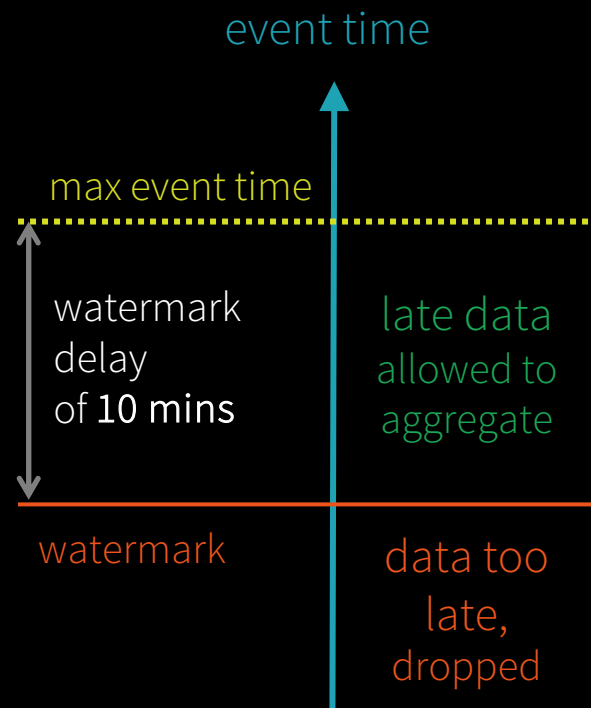 event time
max event time
watermark
delay
of 10 mins
late data
allowed to
aggregate
watermark
data too
late,
dropped